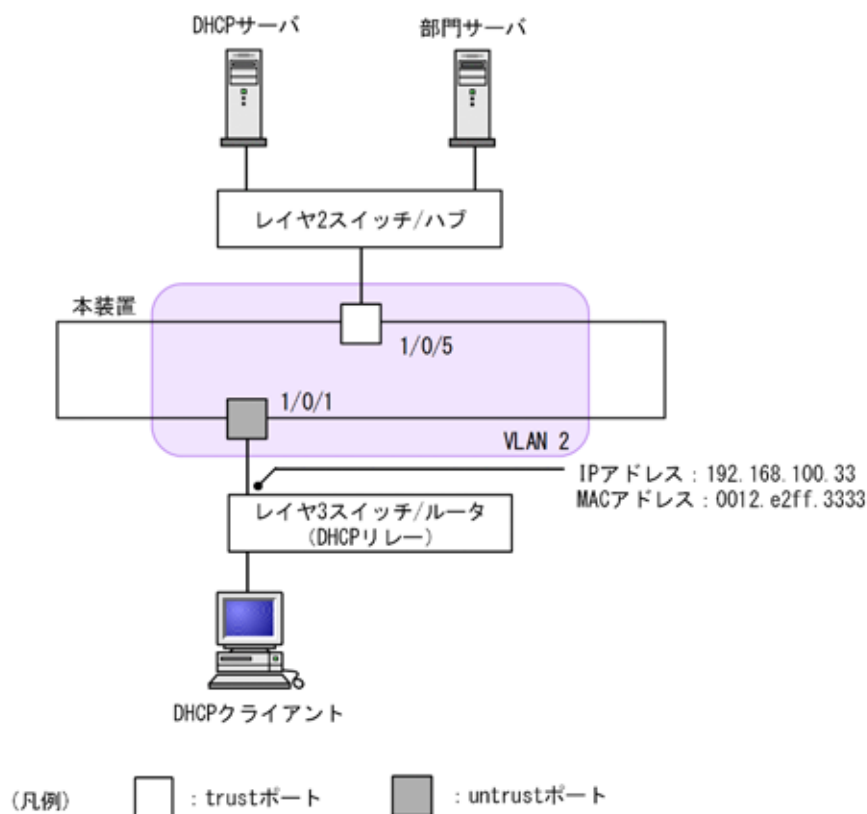 DHCPサーバ
部門サーバ
レイヤ2スイッチ/ハブ
本装置
1/0/5
1/0/1
VLAN 2
IPアドレス：192.168.100.33
MACアドレス：0012.e2ff.3333
レイヤ3スイッチ/ルータ
(DHCPリレー)
DHCPクライアント
(凡例)
：trustポート
：untrustポート